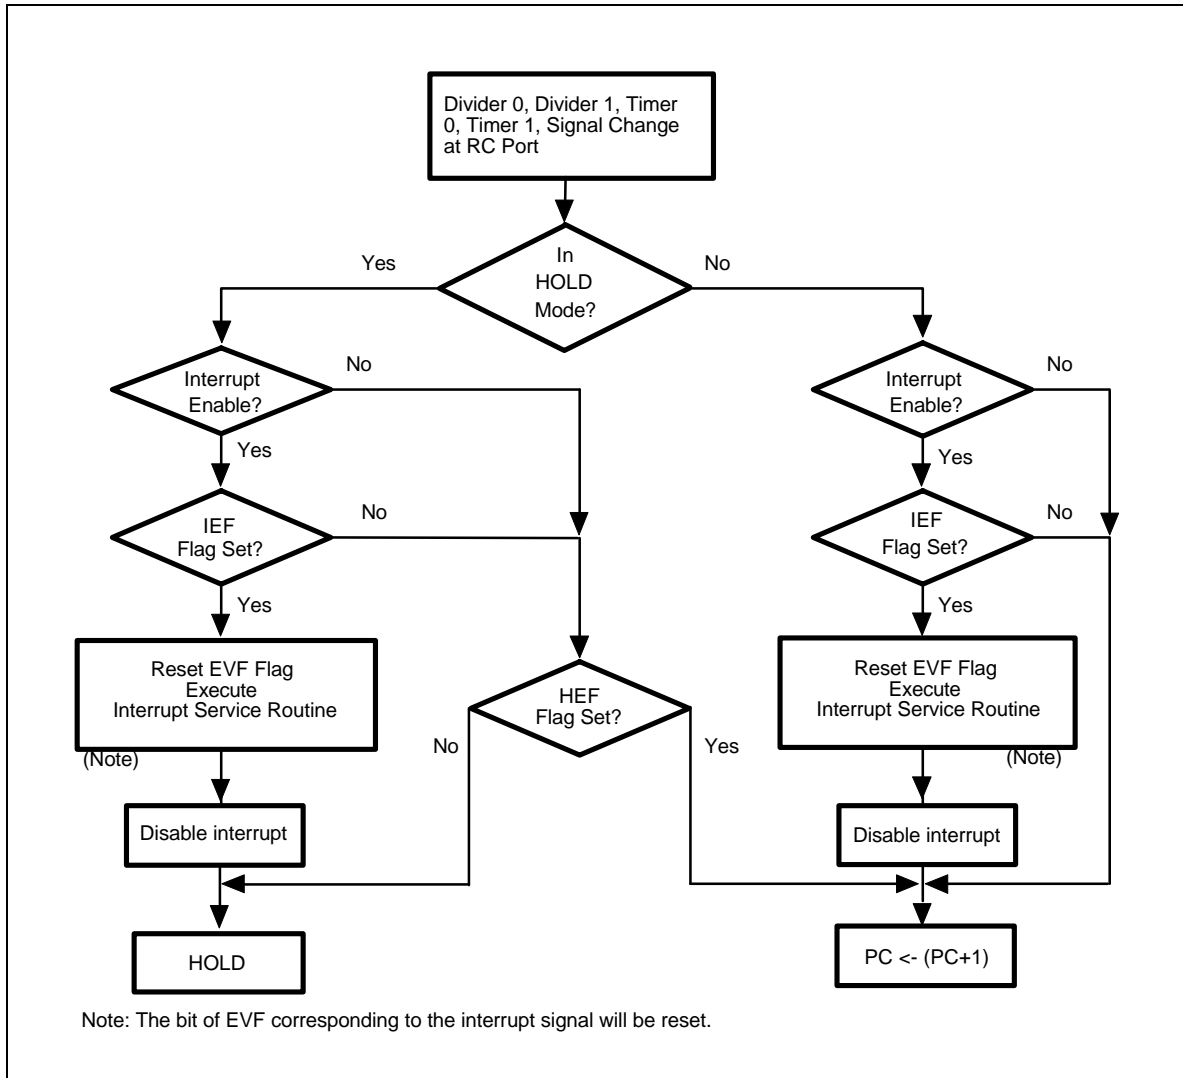 Divider 0, Divider 1, Timer
0, Timer 1, Signal Change
at RC Port
In
HOLD
Mode?
Yes
No
Interrupt
Enable?
No
Yes
Interrupt
Enable?
No
Yes
IEF
Flag Set?
No
Yes
IEF
Flag Set?
No
Yes
Reset EVF Flag
Execute
Interrupt Service Routine
(Note)
HEF
Flag Set?
No
Yes
Reset EVF Flag
Execute
Interrupt Service Routine
(Note)
Disable interrupt
Disable interrupt
HOLD
PC <- (PC+1)
Note: The bit of EVF corresponding to the interrupt signal will be reset.